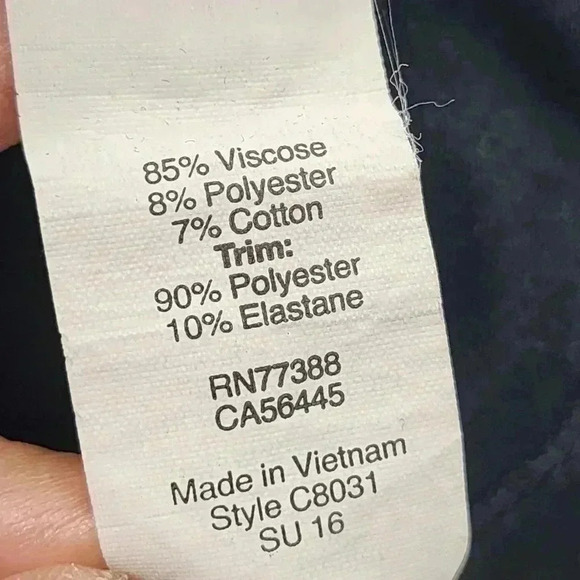 85% Viscose
8% Polyester
7% Cotton
Trim:
90% Polyester
10% Elastane
RN77388
CA56445
Made in Vietnam
Style C8031
SU 16